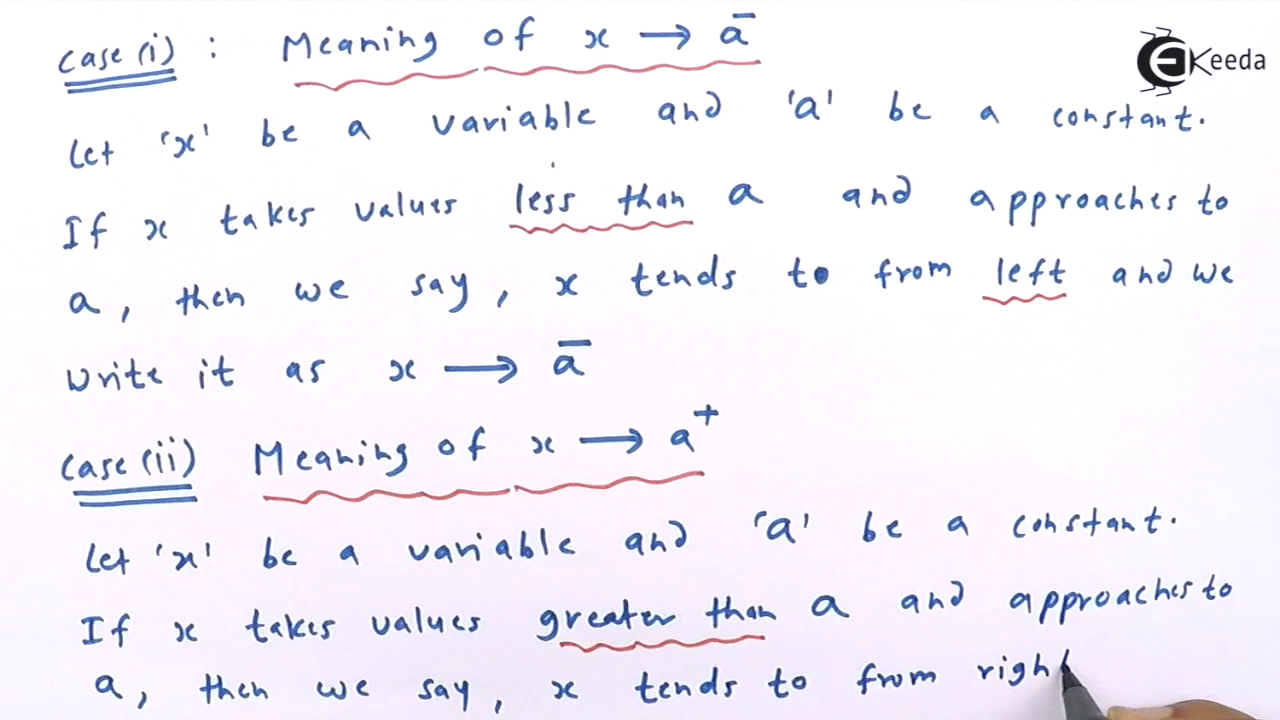 Case (i) : Meaning of x → a⁻
EKeeda
Let 'x' be a variable and 'a' be a constant.
If x takes values less than a and approaches to
a, then we say, x tends to from left and we
write it as x → a⁻
Case (ii) Meaning of x → a⁺
Let 'x' be a variable and 'a' be a constant.
If x takes values greater than a and approaches to
a, then we say, x tends to from righ